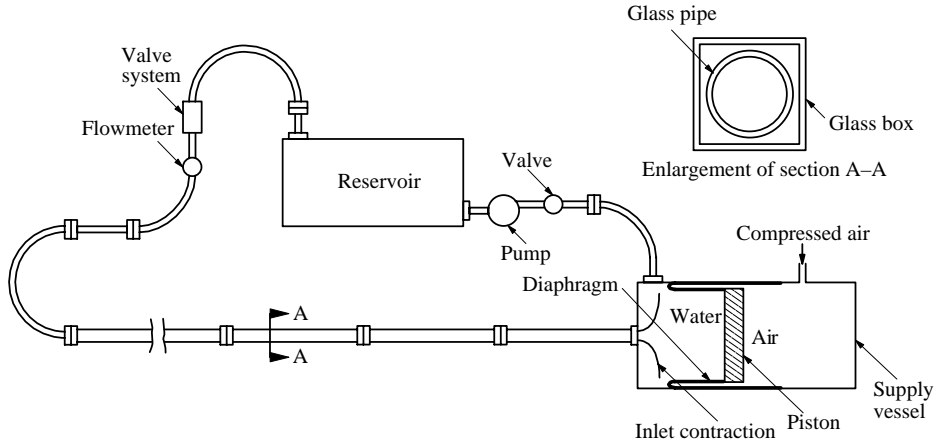 Glass pipe
Valve
system
Flowmeter
Glass box
Valve
Reservoir
Enlargement of section A–A
Pump
Compressed air
Diaphragm
A
Water
Air
A
Supply
vessel
Piston
Inlet contraction